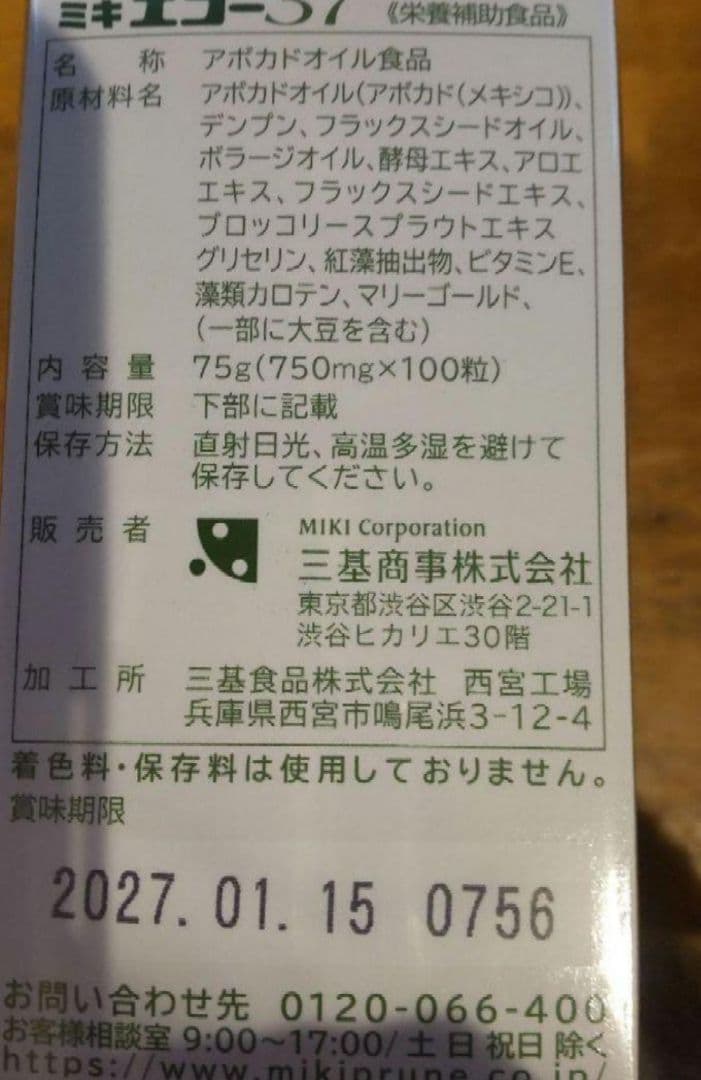 ミキエコー37 《栄養補助食品》
名称 アボカドオイル食品
原材料名 アボカドオイル(アボカド(メキシコ))、
デンプン、フラックスシードオイル、
ボラージオイル、酵母エキス、アロエ
エキス、フラックスシードエキス、
ブロッコリースプラウトエキス
グリセリン、紅藻抽出物、ビタミンE、
藻類カロテン、マリーゴールド、
(一部に大豆を含む)
内容量 75g(750mg×100粒)
賞味期限 下部に記載
保存方法 直射日光、高温多湿を避けて
保存してください。
販売者 MIKI Corporation
三基商事株式会社
東京都渋谷区渋谷2-21-1
渋谷ヒカリエ30階
加工所 三基食品株式会社 西宮工場
兵庫県西宮市鳴尾浜3-12-4
着色料・保存料は使用しておりません。
賞味期限
2027.01.15 0756
お問い合わせ先 0120-066-400
お客様相談室 9:00~17:00/土 日 祝日 除く
https://www.mikiprune.co.jp/